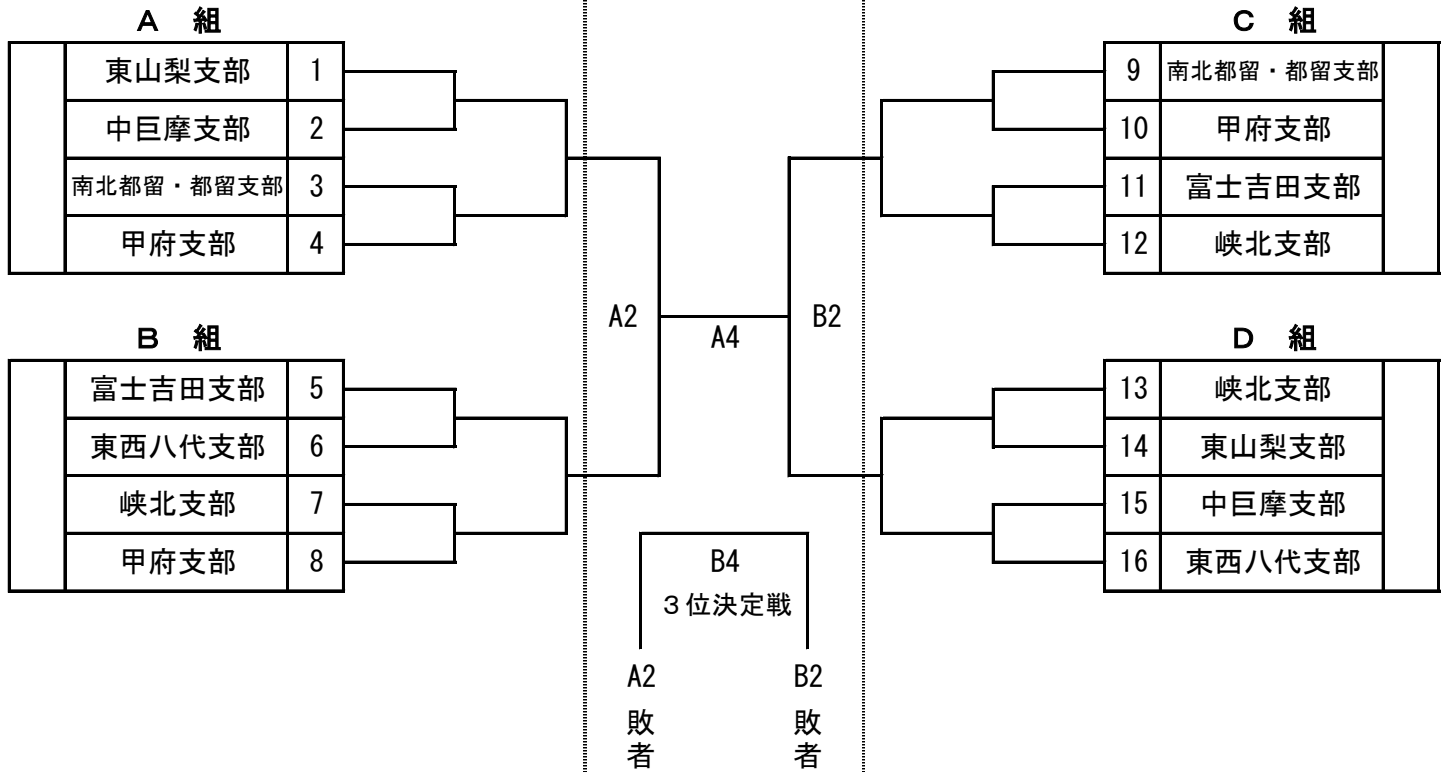 A 組
東山梨支部 1
中巨摩支部 2
南北都留・都留支部 3
甲府支部 4
B 組
富士吉田支部 5
東西八代支部 6
峡北支部 7
甲府支部 8
A2
A4
B2
B4
3位決定戦
A2敗者
B2敗者
C 組
9 南北都留・都留支部
10 甲府支部
11 富士吉田支部
12 峡北支部
D 組
13 峡北支部
14 東山梨支部
15 中巨摩支部
16 東西八代支部